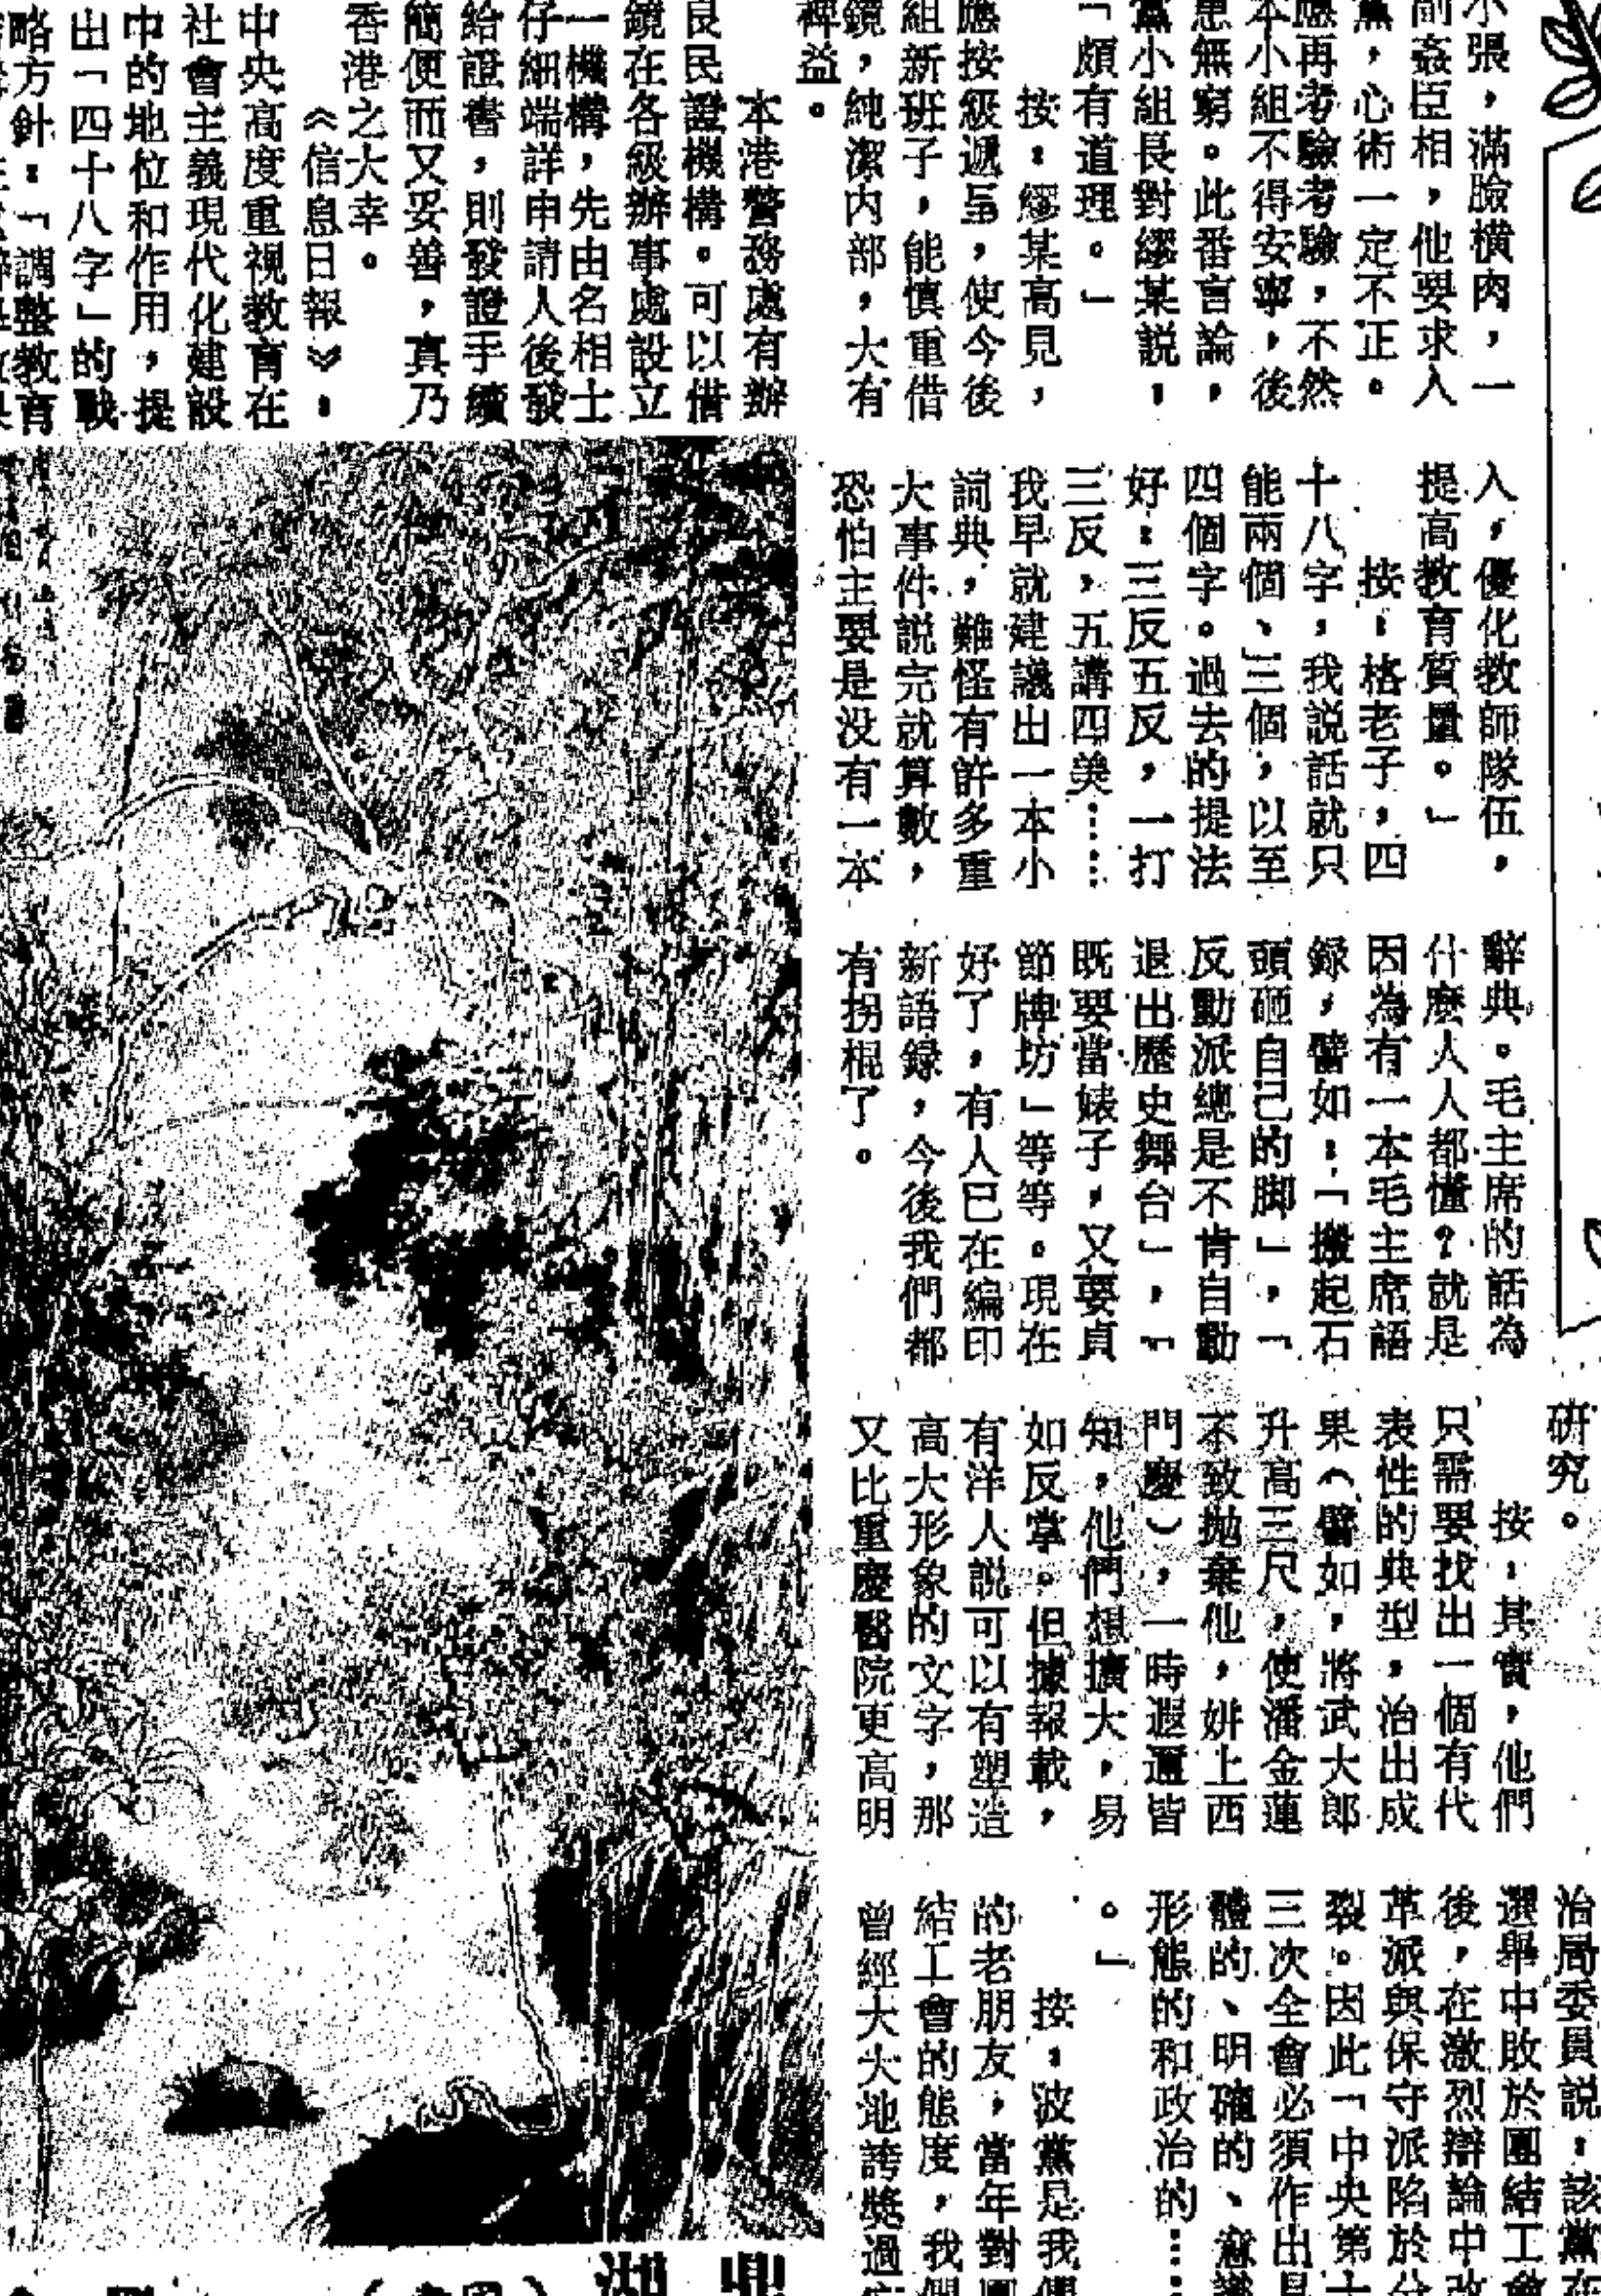 小張，滿臉橫肉，一
副姦臣相，他要求入
黨，心術一定不正。
應再考驗考驗，不然
本小組不得安寧，後
患無窮。此番言論，
黨小組長對繆某説，
「頗有道理。」
按：繆某高見，
應按級遞呈，使今後
組新班子，能慎重借
鏡，純潔内部，大有
裨益。
本港警務處有辦
良民證機構。可以借
鏡在各級辦事處設立
一機構，先由名相士
仔細端詳申請人後發
給證書，則發證手續
簡便而又妥善，真乃
香港之大幸。
《信息日報》：
中央高度重視教育在
社會主義現代化建設
中的地位和作用，提
出「四十八字」的戰
略方針：「調整教育
入，優化教師隊伍，
提高教育質量。」
按：格老子，四
十八字，我説話就只
能兩個、三個，以至
四個字。過去的提法
好：三反五反，一打
三反，五講四美……
我早就建議出一本小
詞典，難怪有許多重
大事件説完就算數，
恐怕主要是没有一本
辭典。毛主席的話為
什麽人人都懂？就是
因為有一本毛主席語
録，譬如：「搬起石
頭砸自己的脚」，「
反動派總是不肯自動
退出歷史舞台」，「
既要當婊子，又要貞
節牌坊」等等。現在
好了，有人已在編印
新語録，今後我們都
有拐棍了。
研究。
按：其實，他們
只需要找出一個有代
表性的典型，治出成
果（譬如，將武大郎
升高三尺，使潘金蓮
不致抛棄他，姘上西
門慶），一時遐邇皆
知，他們想擴大，易
如反掌。但據報載，
有洋人説可以有塑造
高大形象的文字，那
又比重慶醫院更高明
治局委員説，該黨在
選舉中敗於團結工會
後，在激烈辯論中改
革派與保守派陷於分
裂。因此「中央第十
三次全會必須作出具
體的、明確的、意識
形態的和政治的……
。」
按：波黨是我們
的老朋友，當年對團
結工會的態度，我們
曾經大大地誇獎過
鼎
湖